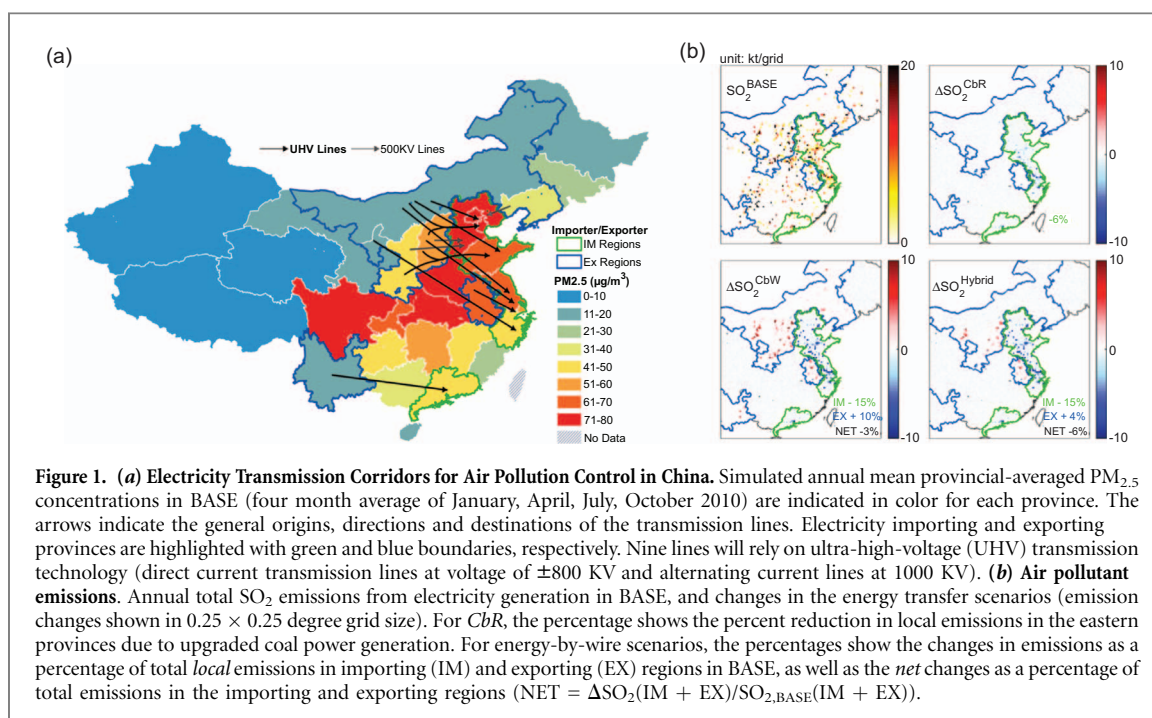 (a)
UHV Lines
500KV Lines
Importer/Exporter
IM Regions
Ex Regions
PM2.5 (µg/m³)
0-10
11-20
21-30
31-40
41-50
51-60
61-70
71-80
No Data
(b)
unit: kt/grid
SO₂^BASE
20
0
ΔSO₂^CbR
-6%
10
0
-10
ΔSO₂^CbW
IM - 15%
EX + 10%
NET -3%
10
0
-10
ΔSO₂^Hybrid
IM - 15%
EX + 4%
NET -6%
10
0
-10
Figure 1. (a) Electricity Transmission Corridors for Air Pollution Control in China. Simulated annual mean provincial-averaged PM₂.₅
concentrations in BASE (four month average of January, April, July, October 2010) are indicated in color for each province. The
arrows indicate the general origins, directions and destinations of the transmission lines. Electricity importing and exporting
provinces are highlighted with green and blue boundaries, respectively. Nine lines will rely on ultra-high-voltage (UHV) transmission
technology (direct current transmission lines at voltage of ±800 KV and alternating current lines at 1000 KV). (b) Air pollutant
emissions. Annual total SO₂ emissions from electricity generation in BASE, and changes in the energy transfer scenarios (emission
changes shown in 0.25 × 0.25 degree grid size). For CbR, the percentage shows the percent reduction in local emissions in the eastern
provinces due to upgraded coal power generation. For energy-by-wire scenarios, the percentages show the changes in emissions as a
percentage of total local emissions in importing (IM) and exporting (EX) regions in BASE, as well as the net changes as a percentage of
total emissions in the importing and exporting regions (NET = ΔSO₂(IM + EX)/SO₂,BASE(IM + EX)).